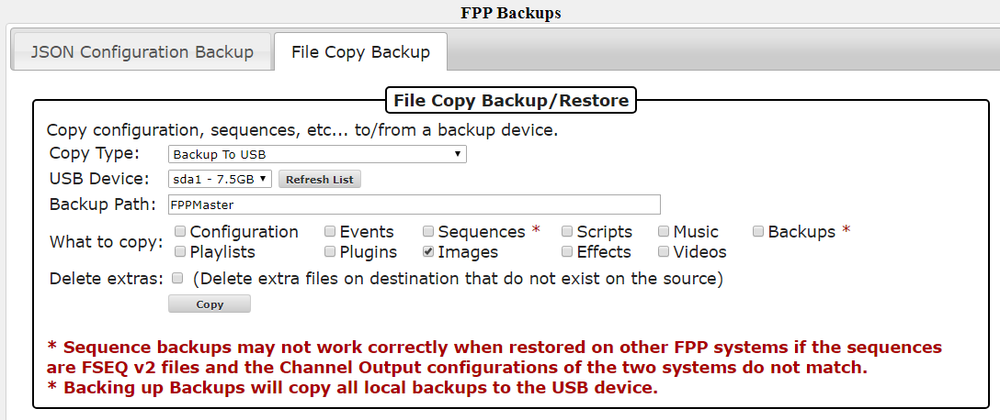 FPP Backups
JSON Configuration Backup File Copy Backup
File Copy Backup/Restore
Copy configuration, sequences, etc... to/from a backup device.
Copy Type: Backup To USB
USB Device: sda1 - 7.5GB Refresh List
Backup Path: FPPMaster
What to copy:
Configuration Events Sequences * Scripts Music Backups *
Playlists Plugins Images Effects Videos
Delete extras: (Delete extra files on destination that do not exist on the source)
Copy
* Sequence backups may not work correctly when restored on other FPP systems if the sequences
are FSEQ v2 files and the Channel Output configurations of the two systems do not match.
* Backing up Backups will copy all local backups to the USB device.